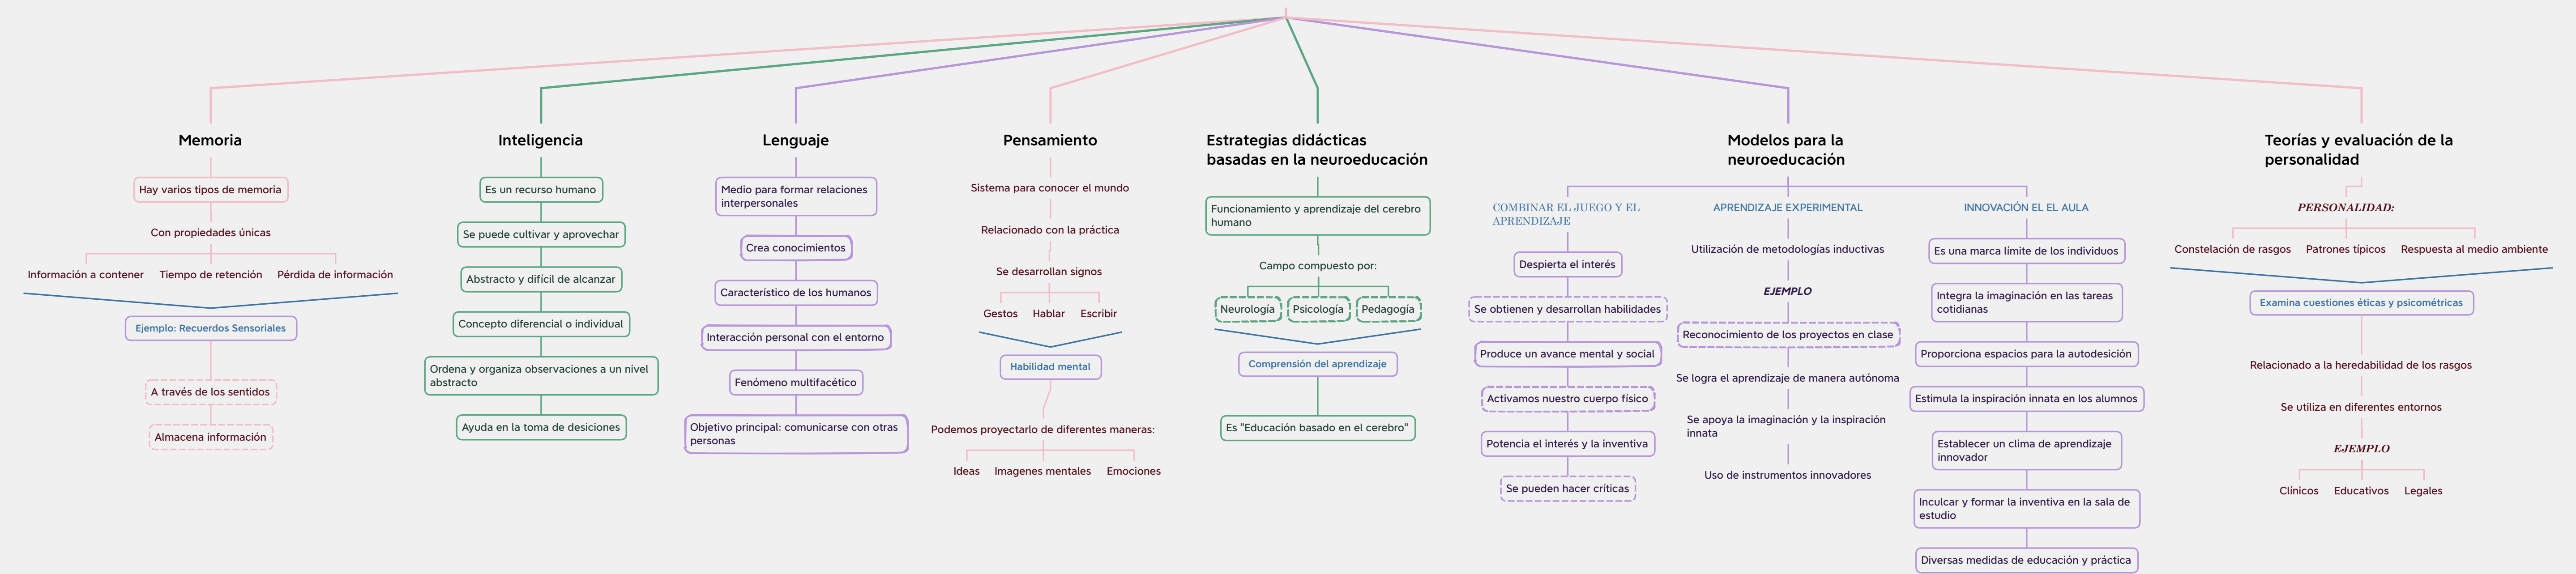 Memoria
Hay varios tipos de memoria
Con propiedades únicas
Información a contener
Tiempo de retención
Pérdida de información
Ejemplo: Recuerdos Sensoriales
A través de los sentidos
Almacena información
Inteligencia
Es un recurso humano
Se puede cultivar y aprovechar
Abstracto y difícil de alcanzar
Concepto diferencial o individual
Ordena y organiza observaciones a un nivel
abstracto
Ayuda en la toma de desiciones
Lenguaje
Medio para formar relaciones
interpersonales
Crea conocimientos
Característico de los humanos
Interacción personal con el entorno
Fenómeno multifacético
Objetivo principal: comunicarse con otras
personas
Pensamiento
Sistema para conocer el mundo
Relacionado con la práctica
Se desarrollan signos
Gestos
Hablar
Escribir
Habilidad mental
Podemos proyectarlo de diferentes maneras:
Ideas
Imagenes mentales
Emociones
Estrategias didácticas
basadas en la neuroeducación
Funcionamiento y aprendizaje del cerebro
humano
Campo compuesto por:
Neurología
Psicología
Pedagogía
Comprensión del aprendizaje
Es "Educación basado en el cerebro"
Modelos para la
neuroeducación
COMBINAR EL JUEGO Y EL
APRENDIZAJE
Despierta el interés
Se obtienen y desarrollan habilidades
Produce un avance mental y social
Activamos nuestro cuerpo físico
Potencia el interés y la inventiva
Se pueden hacer críticas
APRENDIZAJE EXPERIMENTAL
Utilización de metodologías inductivas
EJEMPLO
Reconocimiento de los proyectos en clase
Se logra el aprendizaje de manera autónoma
Se apoya la imaginación y la inspiración
innata
Uso de instrumentos innovadores
INNOVACIÓN EL EL AULA
Es una marca límite de los individuos
Integra la imaginación en las tareas
cotidianas
Proporciona espacios para la autodesición
Estimula la inspiración innata en los alumnos
Establecer un clima de aprendizaje
innovador
Inculcar y formar la inventiva en la sala de
estudio
Diversas medidas de educación y práctica
Teorías y evaluación de la
personalidad
PERSONALIDAD:
Constelación de rasgos
Patrones típicos
Respuesta al medio ambiente
Examina cuestiones éticas y psicométricas
Relacionado a la heredabilidad de los rasgos
Se utiliza en diferentes entornos
EJEMPLO
Clínicos
Educativos
Legales